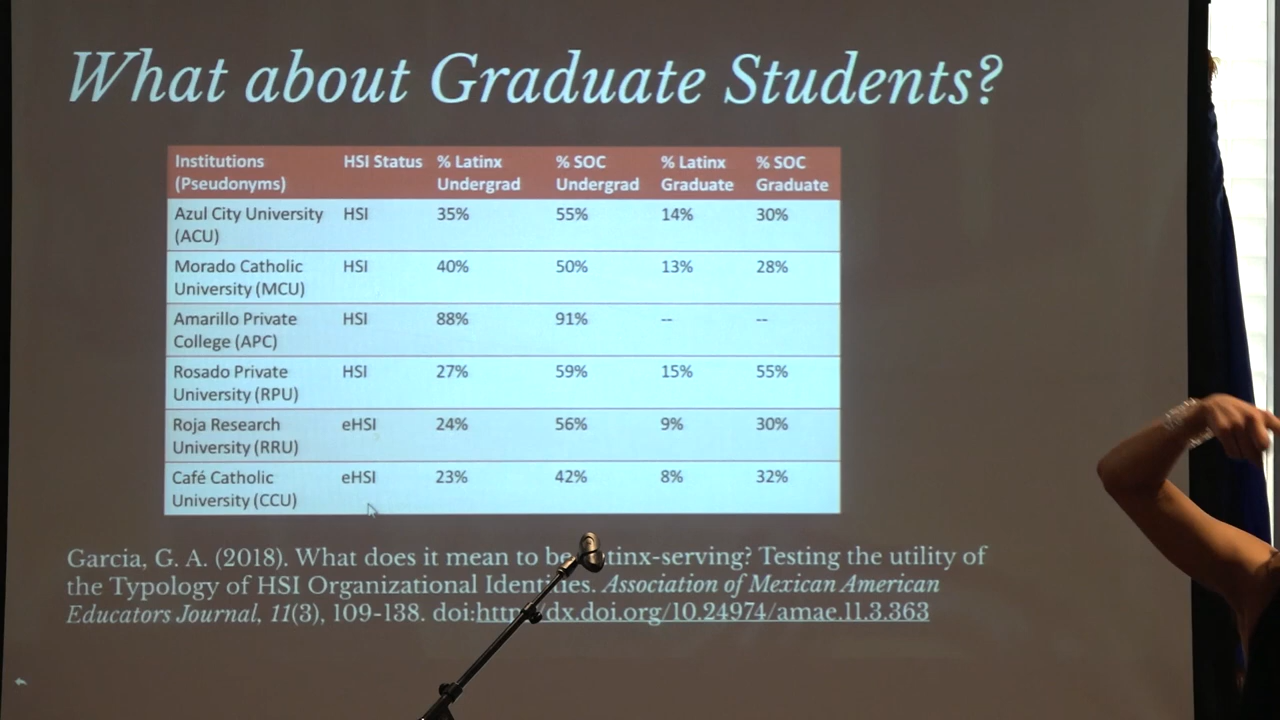 What about Graduate Students?
Institutions (Pseudonyms) HSI Status % Latinx Undergrad % SOC Undergrad % Latinx Graduate % SOC Graduate
Azul City University (ACU) HSI 35% 55% 14% 30%
Morado Catholic University (MCU) HSI 40% 50% 13% 28%
Amarillo Private College (APC) HSI 88% 91% -- --
Rosado Private University (RPU) HSI 27% 59% 15% 55%
Roja Research University (RRU) eHSI 24% 56% 9% 30%
Café Catholic University (CCU) eHSI 23% 42% 8% 32%
Garcia, G. A. (2018). What does it mean to be tinx-serving? Testing the utility of
the Typology of HSI Organizational Identities. Association of Mexican American
Educators Journal, 11(3), 109-138. doi:http://dx.doi.org/10.24974/amae.11.3.363